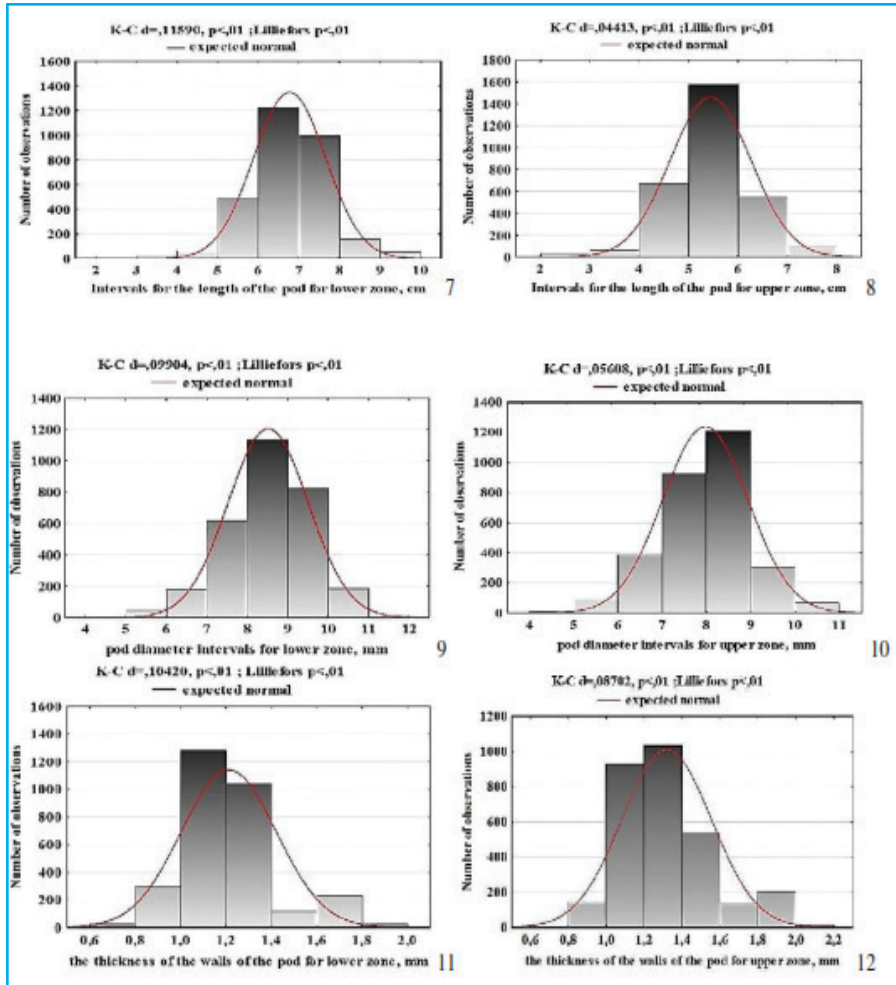 K-C d=,11590, p<,01 ;Lilliefors p<,01
expected normal
Number of observations
1600
1400
1200
1000
800
600
400
200
0
2 3 4 5 6 7 8 9 10
Intervals for the length of the pod for lower zone, cm
7
K-C d=,04413, p<,01 ;Lilliefors p<,01
expected normal
Number of observations
1800
1600
1400
1200
1000
800
600
400
200
0
2 3 4 5 6 7 8
Intervals for the length of the pod for upper zone, cm
8
K-C d=,09904, p<,01 ;Lilliefors p<,01
expected normal
Number of observations
1400
1200
1000
800
600
400
200
0
4 5 6 7 8 9 10 11 12
pod diameter intervals for lower zone, mm
9
K-C d=,05608, p<,01 ;Lilliefors p<,01
expected normal
Number of observations
1400
1200
1000
800
600
400
200
0
4 5 6 7 8 9 10 11
pod diameter intervals for upper zone, mm
10
K-C d=,10420, p<,01 ; Lilliefors p<,01
expected normal
Number of observations
1600
1400
1200
1000
800
600
400
200
0
0,6 0,8 1,0 1,2 1,4 1,6 1,8 2,0
the thickness of the walls of the pod for lower zone, mm
11
K-C d=,08702, p<,01 ;Lilliefors p<,01
expected normal
Number of observations
1200
1000
800
600
400
200
0
0,6 0,8 1,0 1,2 1,4 1,6 1,8 2,0 2,2
the thickness of the walls of the pod for upper zone, mm
12